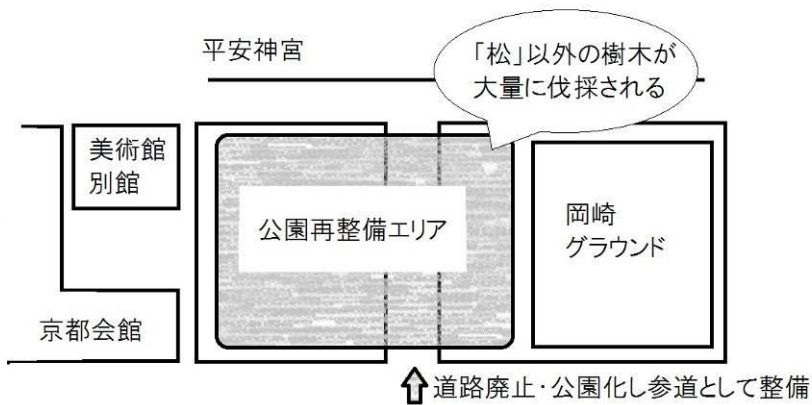 平安神宮
「松」以外の樹木が
大量に伐採される
美術館
別館
公園再整備エリア
岡崎
グラウンド
京都会館
道路廃止・公園化し参道として整備